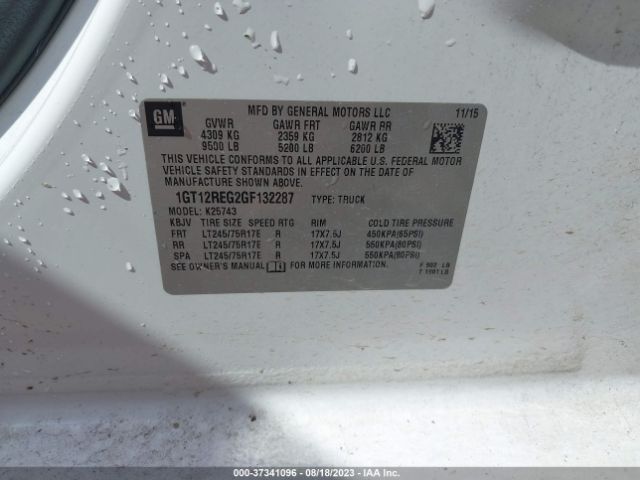 GM
MFD BY GENERAL MOTORS LLC 11/15
GVWR GAWR FRT GAWR RR
4309 KG 2359 KG 2812 KG
9500 LB 5200 LB 6200 LB
THIS VEHICLE CONFORMS TO ALL APPLICABLE U.S. FEDERAL MOTOR
VEHICLE SAFETY STANDARDS IN EFFECT ON THE DATE OF
MANUFACTURE SHOWN ABOVE.
1GT12REG2GF132287 TYPE: TRUCK
MODEL: K25743
KBJV TIRE SIZE SPEED RTG RIM COLD TIRE PRESSURE
FRT LT245/75R17E R 17X7.5J 450KPA(65PSI)
RR LT245/75R17E R 17X7.5J 550KPA(80PSI)
SPA LT245/75R17E R 17X7.5J 550KPA(80PSI)
SEE OWNER'S MANUAL FOR MORE INFORMATION
F 902 LB
T LB
000-37341096 - 08/18/2023 - IAA Inc.